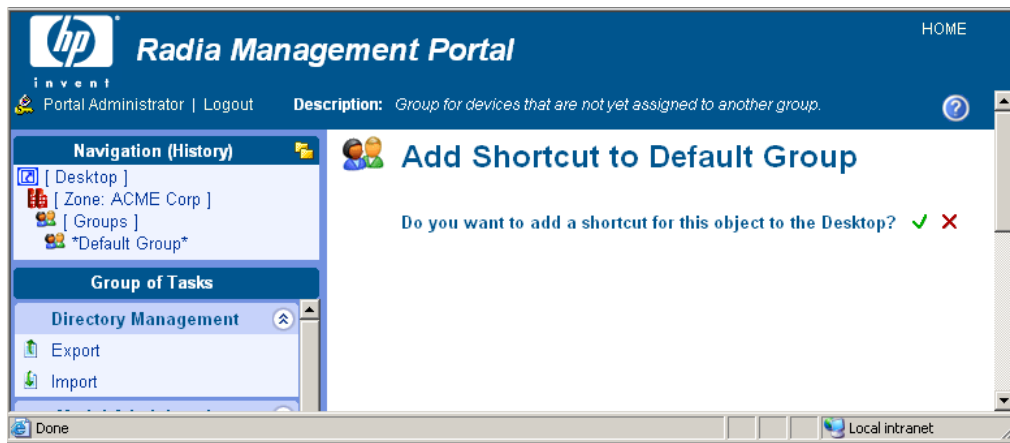 hp
invent
Radia Management Portal
HOME
Portal Administrator | Logout
Description: Group for devices that are not yet assigned to another group.
?
Navigation (History)
[ Desktop ]
[ Zone: ACME Corp ]
[ Groups ]
*Default Group*
Group of Tasks
Directory Management
Export
Import
Add Shortcut to Default Group
Do you want to add a shortcut for this object to the Desktop?
Done
Local intranet